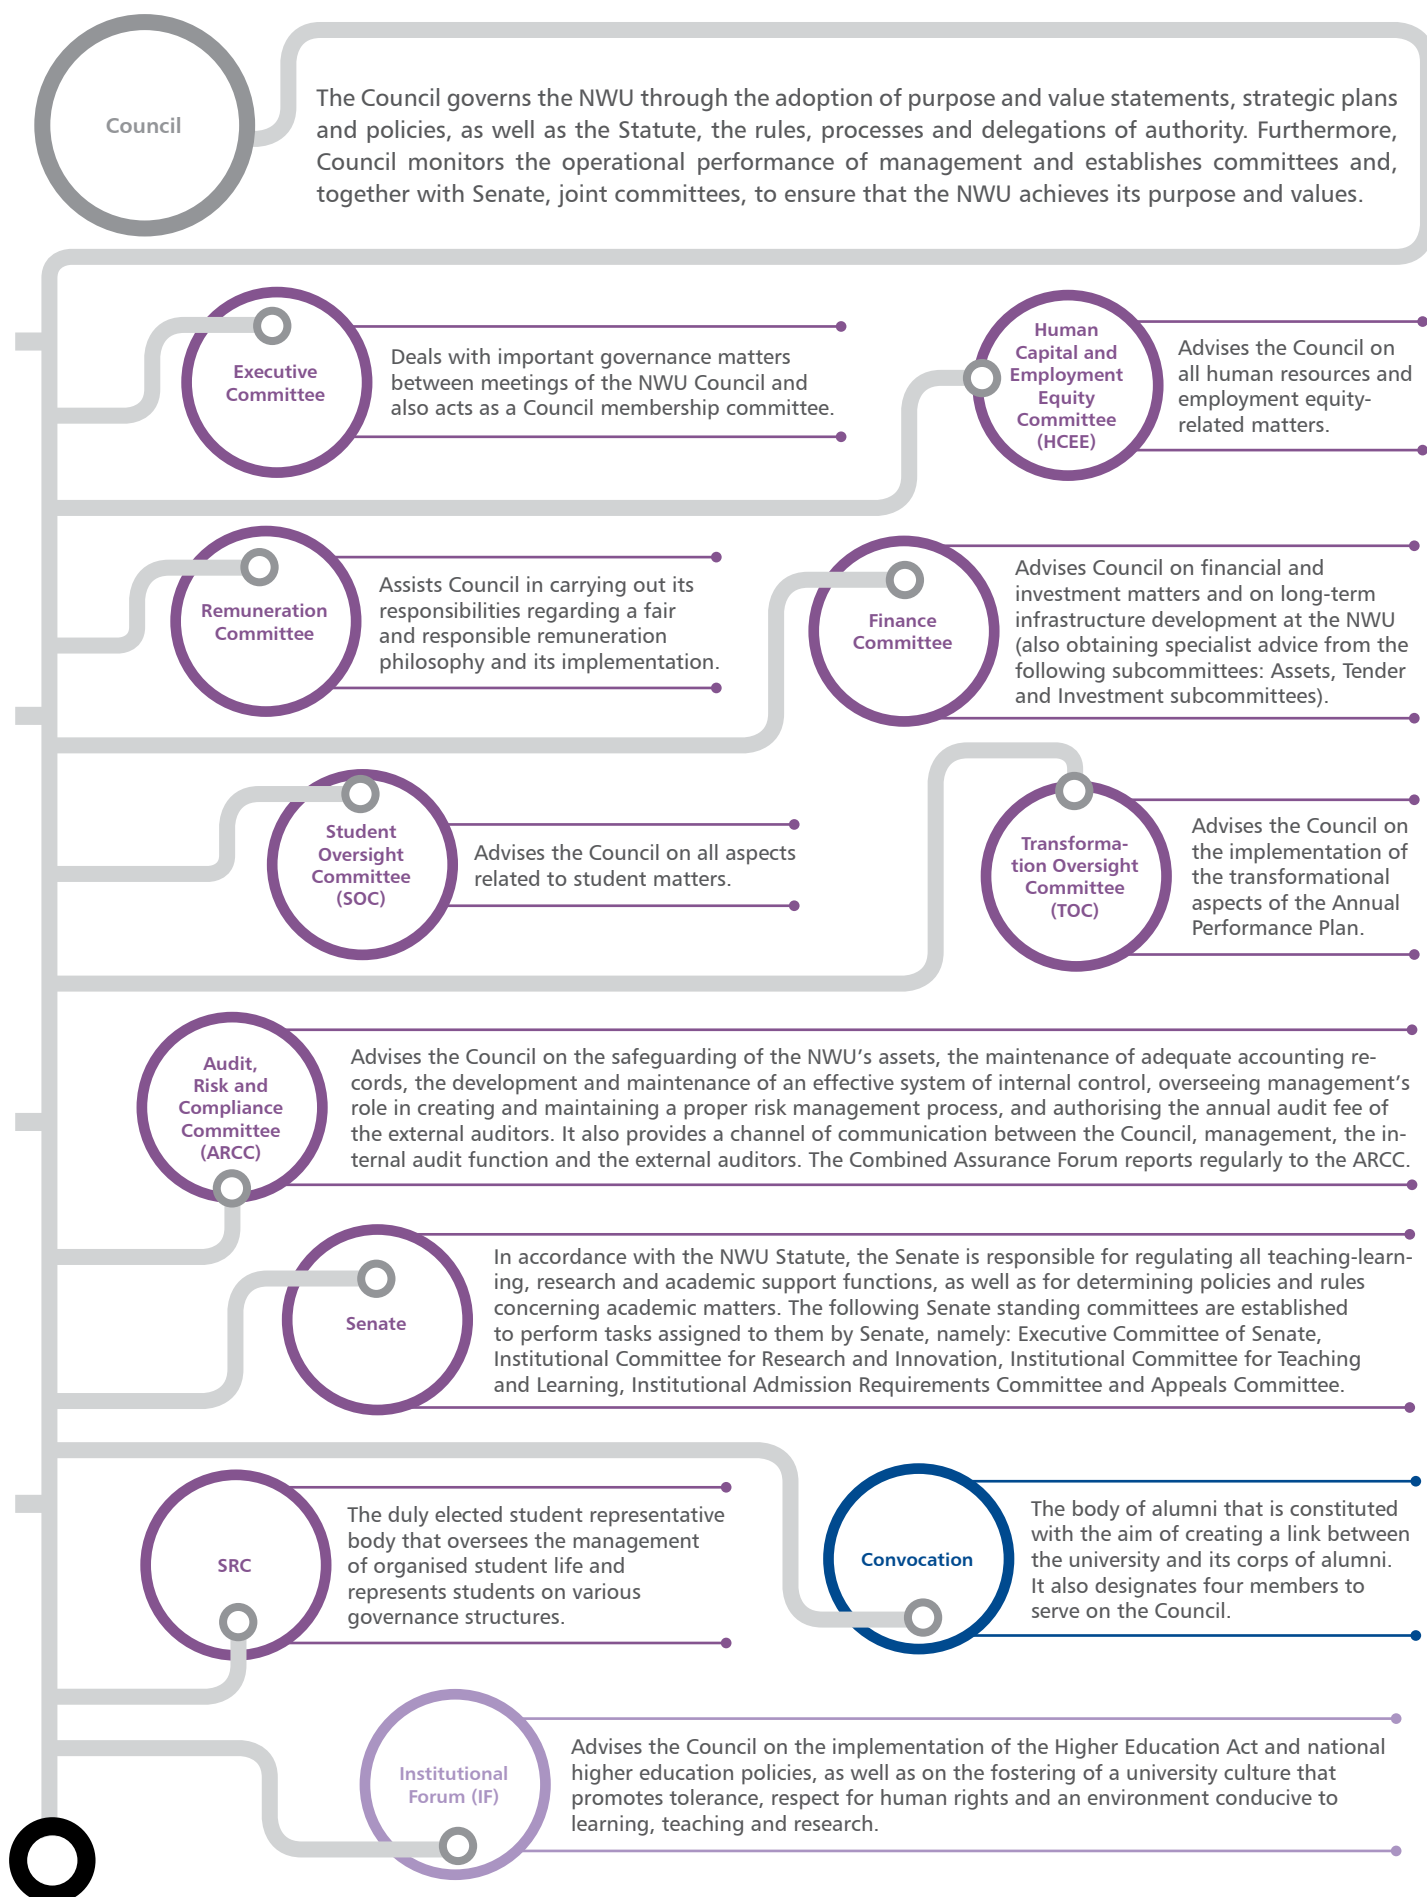 Council
The Council governs the NWU through the adoption of purpose and value statements, strategic plans
and policies, as well as the Statute, the rules, processes and delegations of authority. Furthermore,
Council monitors the operational performance of management and establishes committees and,
together with Senate, joint committees, to ensure that the NWU achieves its purpose and values.
Executive
Committee
Deals with important governance matters
between meetings of the NWU Council and
also acts as a Council membership committee.
Human
Capital and
Employment
Equity
Committee
(HCEE)
Advises the Council on
all human resources and
employment equity-
related matters.
Remuneration
Committee
Assists Council in carrying out its
responsibilities regarding a fair
and responsible remuneration
philosophy and its implementation.
Finance
Committee
Advises Council on financial and
investment matters and on long-term
infrastructure development at the NWU
(also obtaining specialist advice from the
following subcommittees: Assets, Tender
and Investment subcommittees).
Student
Oversight
Committee
(SOC)
Advises the Council on all aspects
related to student matters.
Transforma-
tion Oversight
Committee
(TOC)
Advises the Council on
the implementation of
the transformational
aspects of the Annual
Performance Plan.
Audit,
Risk and
Compliance
Committee
(ARCC)
Advises the Council on the safeguarding of the NWU's assets, the maintenance of adequate accounting re-
cords, the development and maintenance of an effective system of internal control, overseeing management's
role in creating and maintaining a proper risk management process, and authorising the annual audit fee of
the external auditors. It also provides a channel of communication between the Council, management, the in-
ternal audit function and the external auditors. The Combined Assurance Forum reports regularly to the ARCC.
Senate
In accordance with the NWU Statute, the Senate is responsible for regulating all teaching-learn-
ing, research and academic support functions, as well as for determining policies and rules
concerning academic matters. The following Senate standing committees are established
to perform tasks assigned to them by Senate, namely: Executive Committee of Senate,
Institutional Committee for Research and Innovation, Institutional Committee for Teaching
and Learning, Institutional Admission Requirements Committee and Appeals Committee.
SRC
The duly elected student representative
body that oversees the management
of organised student life and
represents students on various
governance structures.
Convocation
The body of alumni that is constituted
with the aim of creating a link between
the university and its corps of alumni.
It also designates four members to
serve on the Council.
Institutional
Forum (IF)
Advises the Council on the implementation of the Higher Education Act and national
higher education policies, as well as on the fostering of a university culture that
promotes tolerance, respect for human rights and an environment conducive to
learning, teaching and research.